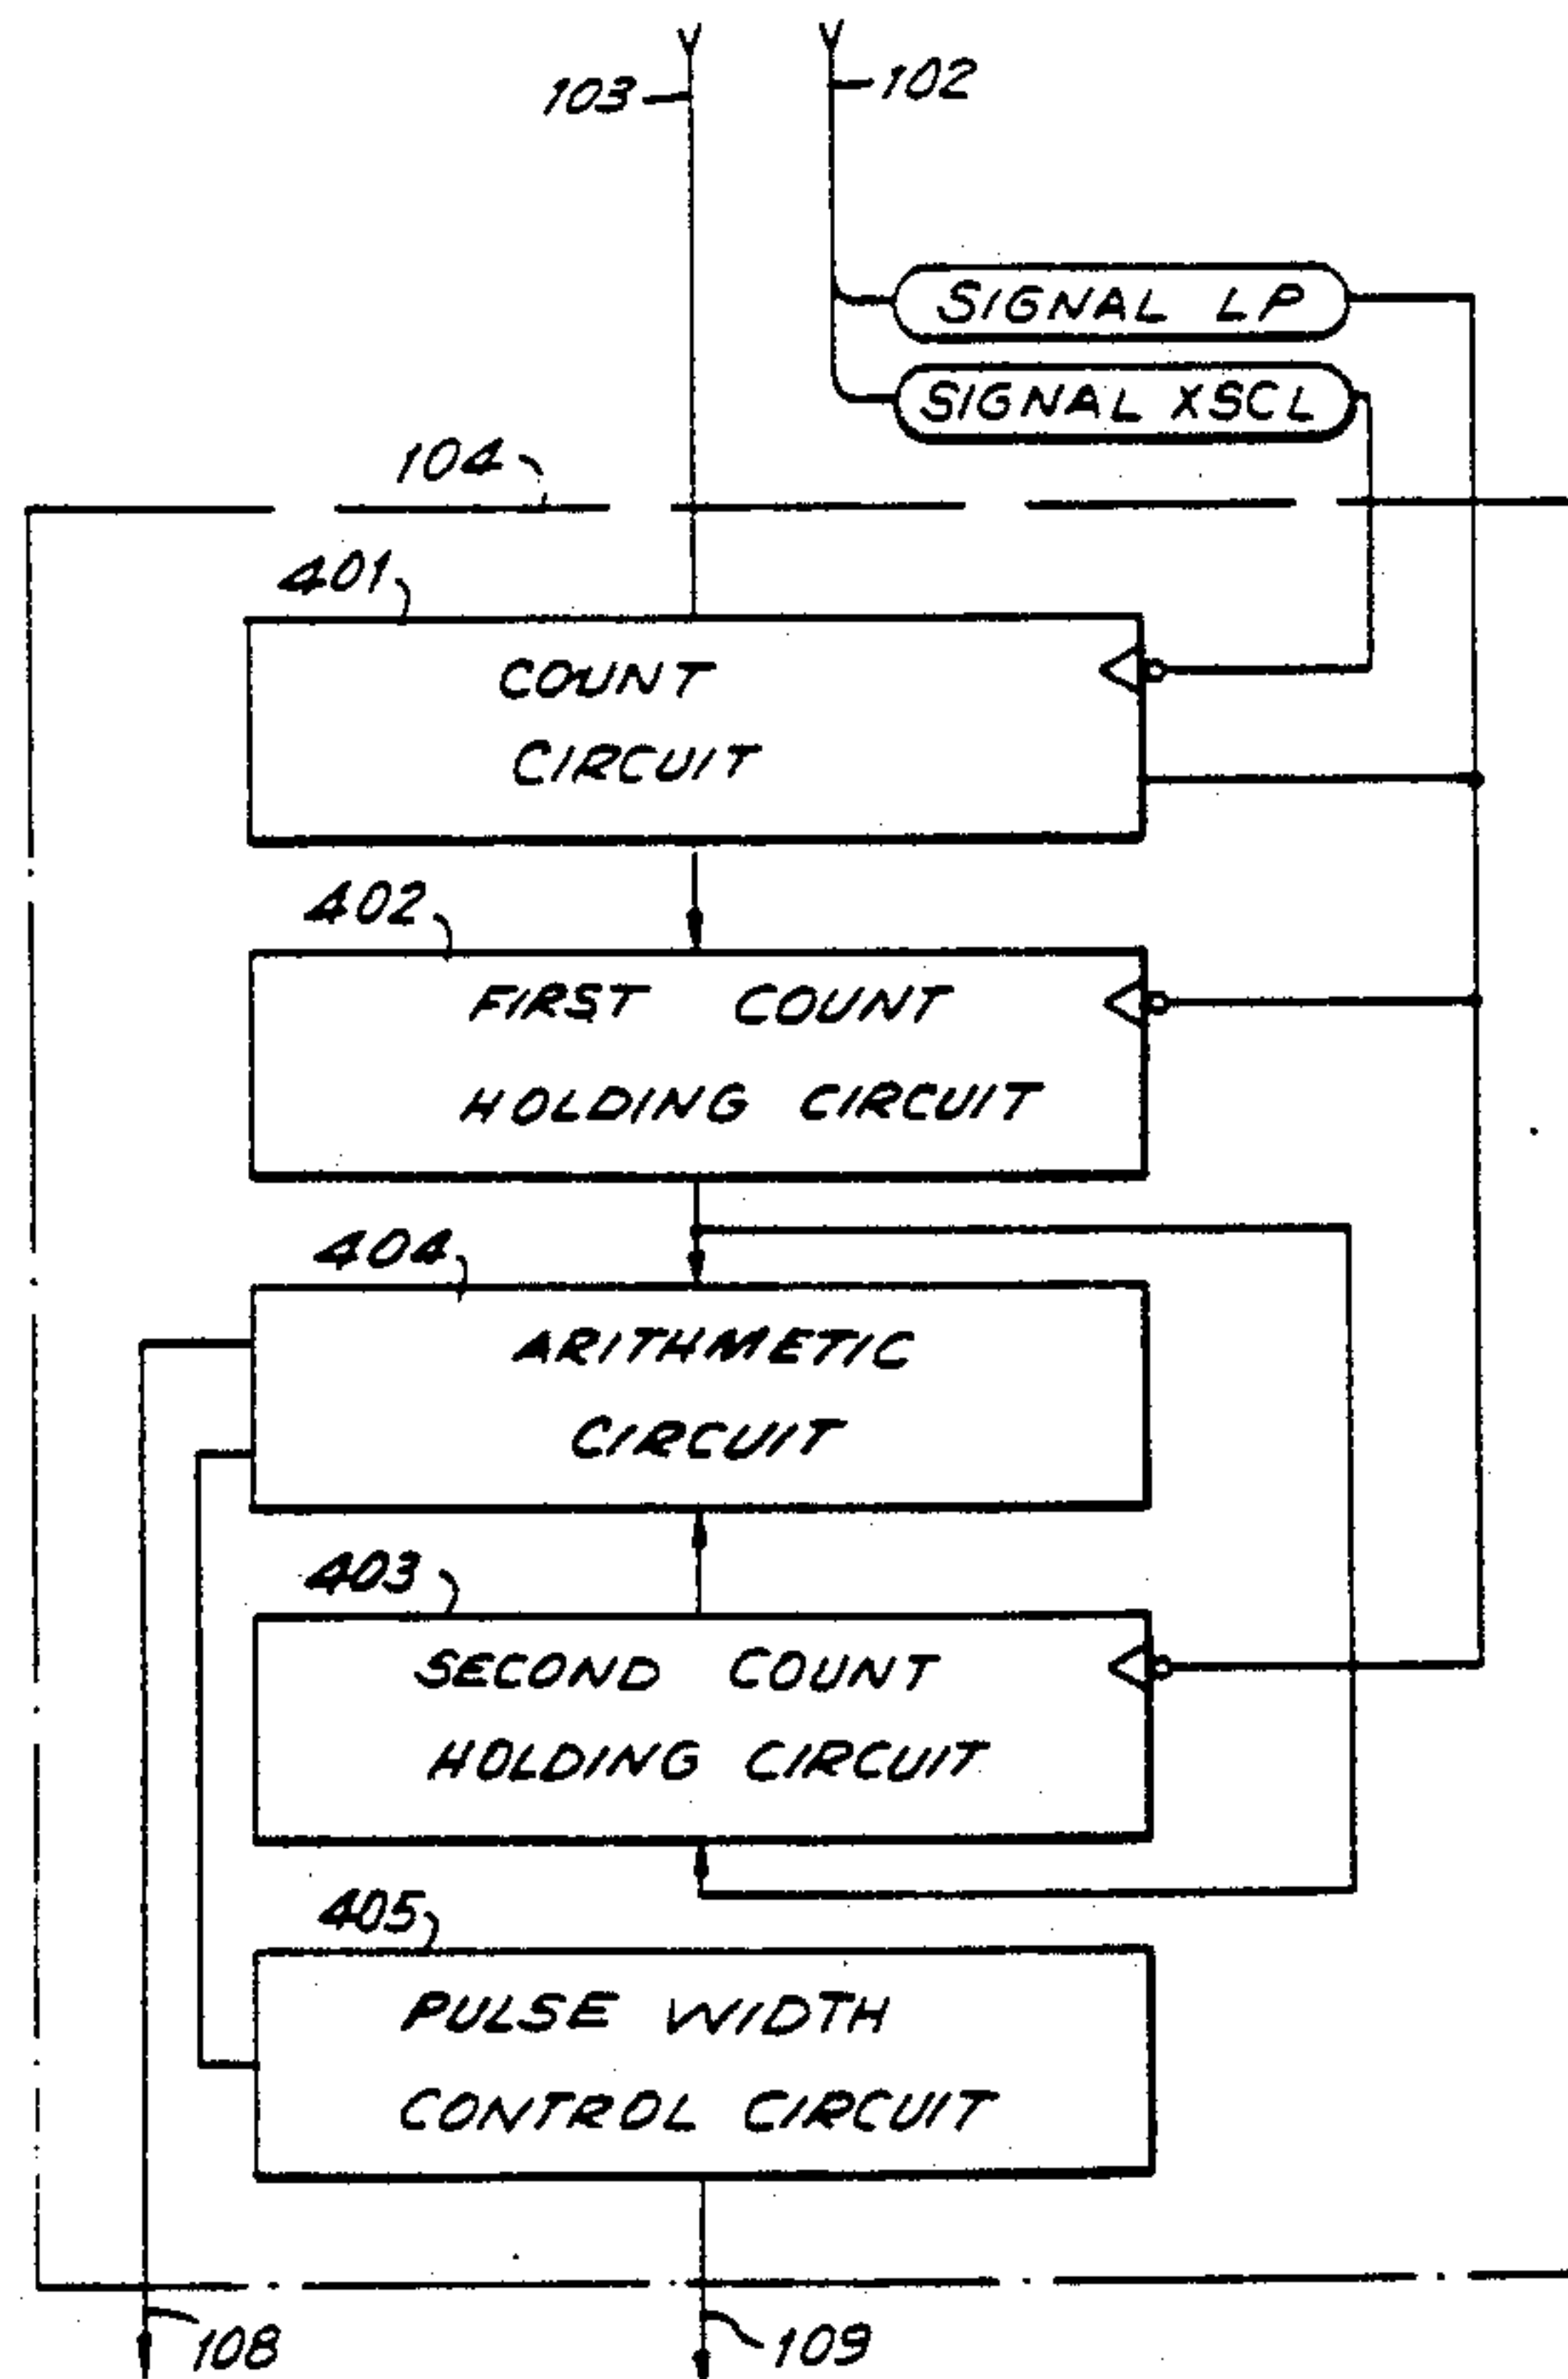 103
102
SIGNAL LP
SIGNAL XSCL
104
401
COUNT
CIRCUIT
402
FIRST COUNT
HOLDING CIRCUIT
404
ARITHMETIC
CIRCUIT
403
SECOND COUNT
HOLDING CIRCUIT
405
PULSE WIDTH
CONTROL CIRCUIT
108
109